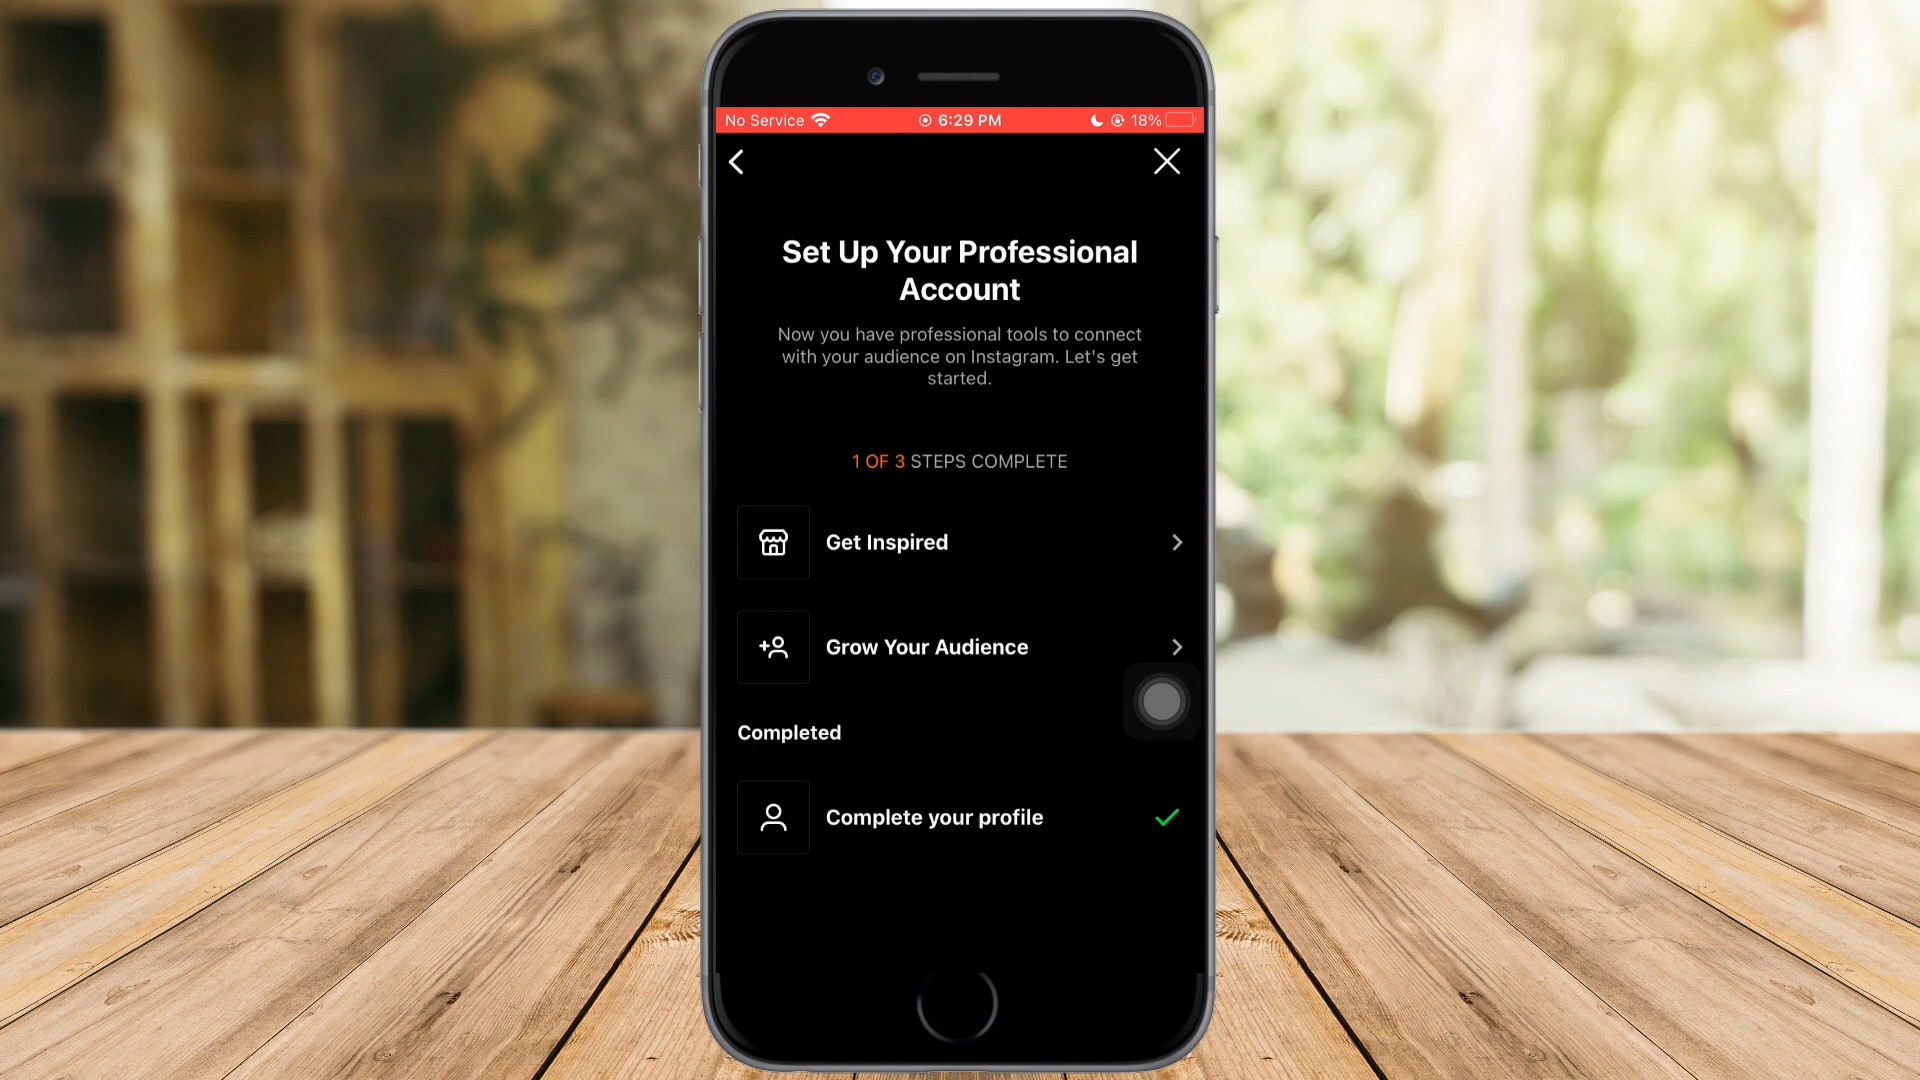 No Service 6:29 PM 18%
Set Up Your Professional
Account
Now you have professional tools to connect
with your audience on Instagram. Let's get
started.
1 OF 3 STEPS COMPLETE
Get Inspired
Grow Your Audience
Completed
Complete your profile